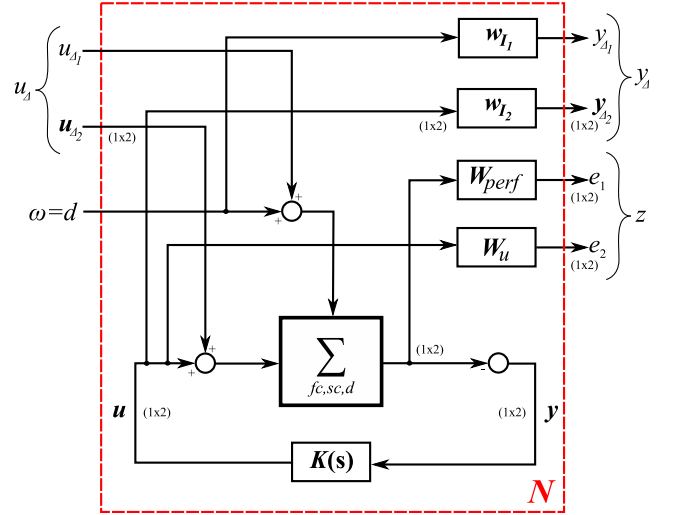 u_Δ1
w_I1
y_Δ1
u_Δ
y_Δ
u_Δ2
(1x2)
(1x2)
w_I2
y_Δ2
(1x2)
W_perf
e_1
(1x2)
ω=d
+
+
z
W_u
e_2
(1x2)
+
+
∑
fc,sc,d
(1x2)
-
u
(1x2)
(1x2)
y
K(s)
N